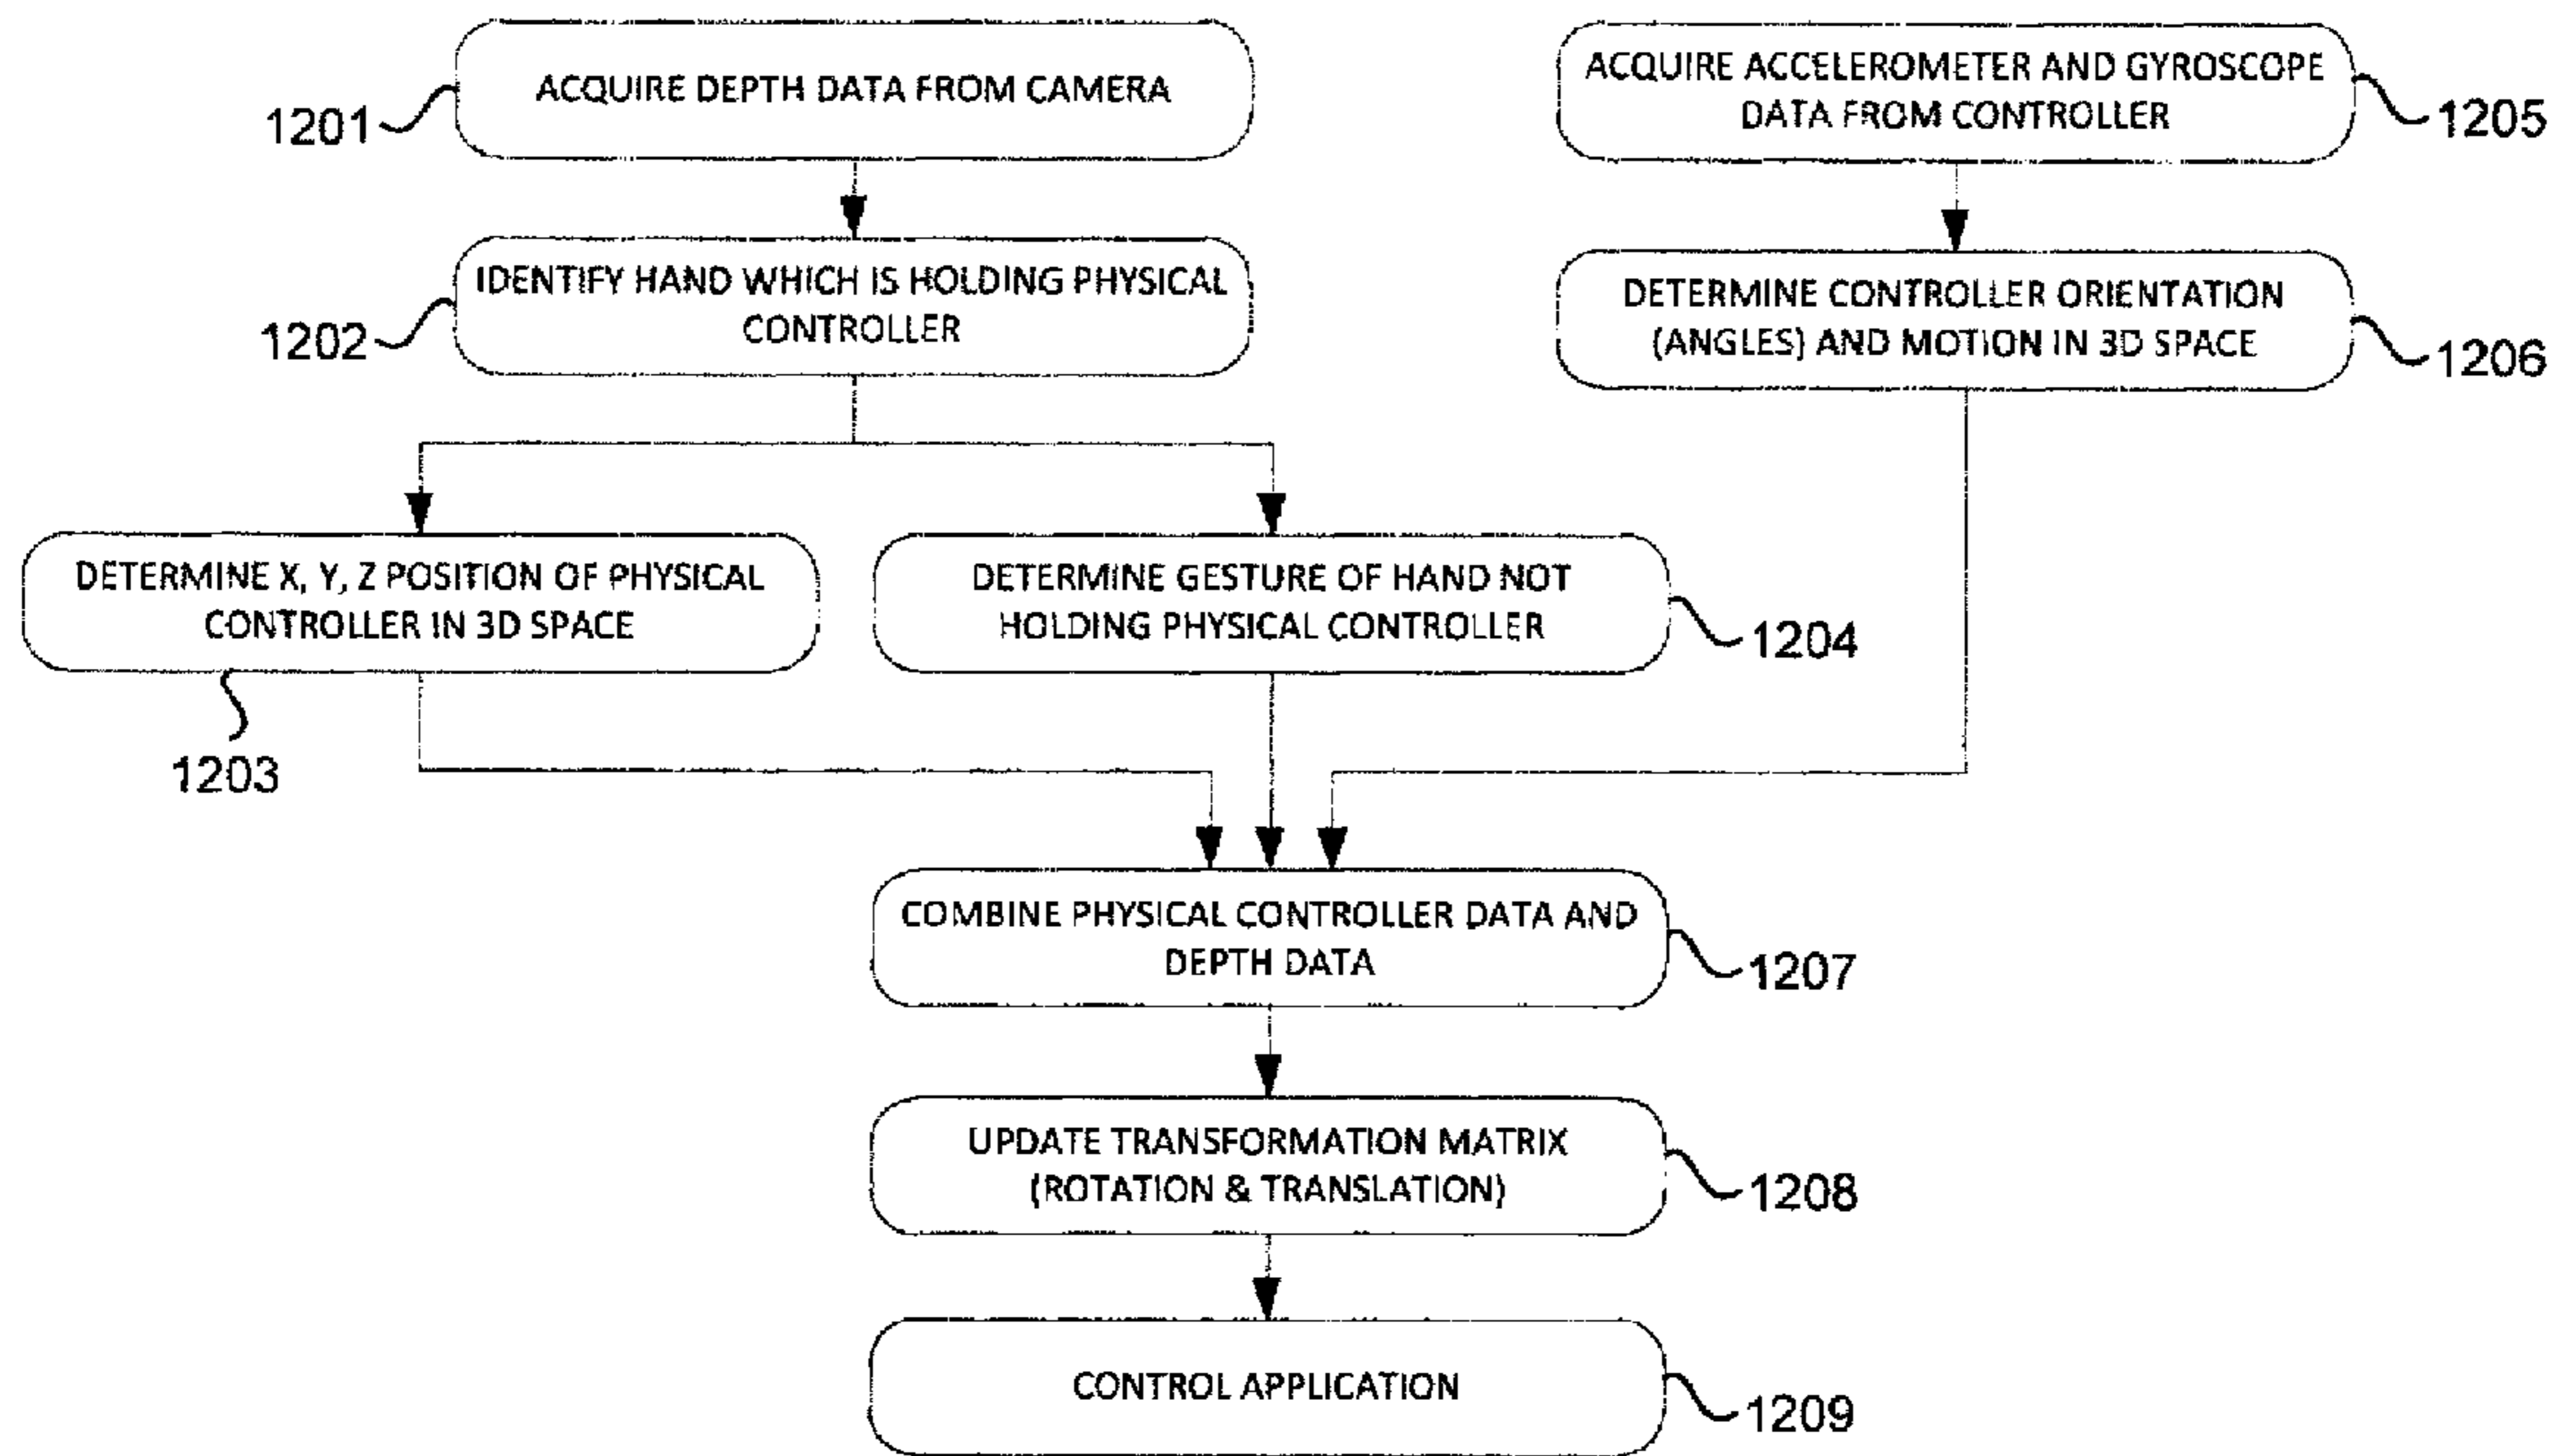 ACQUIRE DEPTH DATA FROM CAMERA
1201
ACQUIRE ACCELEROMETER AND GYROSCOPE
DATA FROM CONTROLLER
1205
IDENTIFY HAND WHICH IS HOLDING PHYSICAL
CONTROLLER
1202
DETERMINE CONTROLLER ORIENTATION
(ANGLES) AND MOTION IN 3D SPACE
1206
DETERMINE X, Y, Z POSITION OF PHYSICAL
CONTROLLER IN 3D SPACE
1203
DETERMINE GESTURE OF HAND NOT
HOLDING PHYSICAL CONTROLLER
1204
COMBINE PHYSICAL CONTROLLER DATA AND
DEPTH DATA
1207
UPDATE TRANSFORMATION MATRIX
(ROTATION & TRANSLATION)
1208
CONTROL APPLICATION
1209